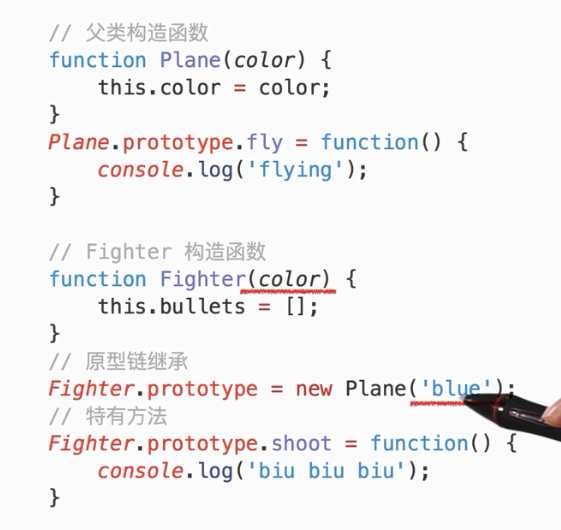 // 父类构造函数
function Plane(color) {
    this.color = color;
}
Plane.prototype.fly = function() {
    console.log('flying');
}
// Fighter 构造函数
function Fighter(color) {
    this.bullets = [];
}
// 原型链继承
Fighter.prototype = new Plane('blue');
// 特有方法
Fighter.prototype.shoot = function() {
    console.log('biu biu biu');
}